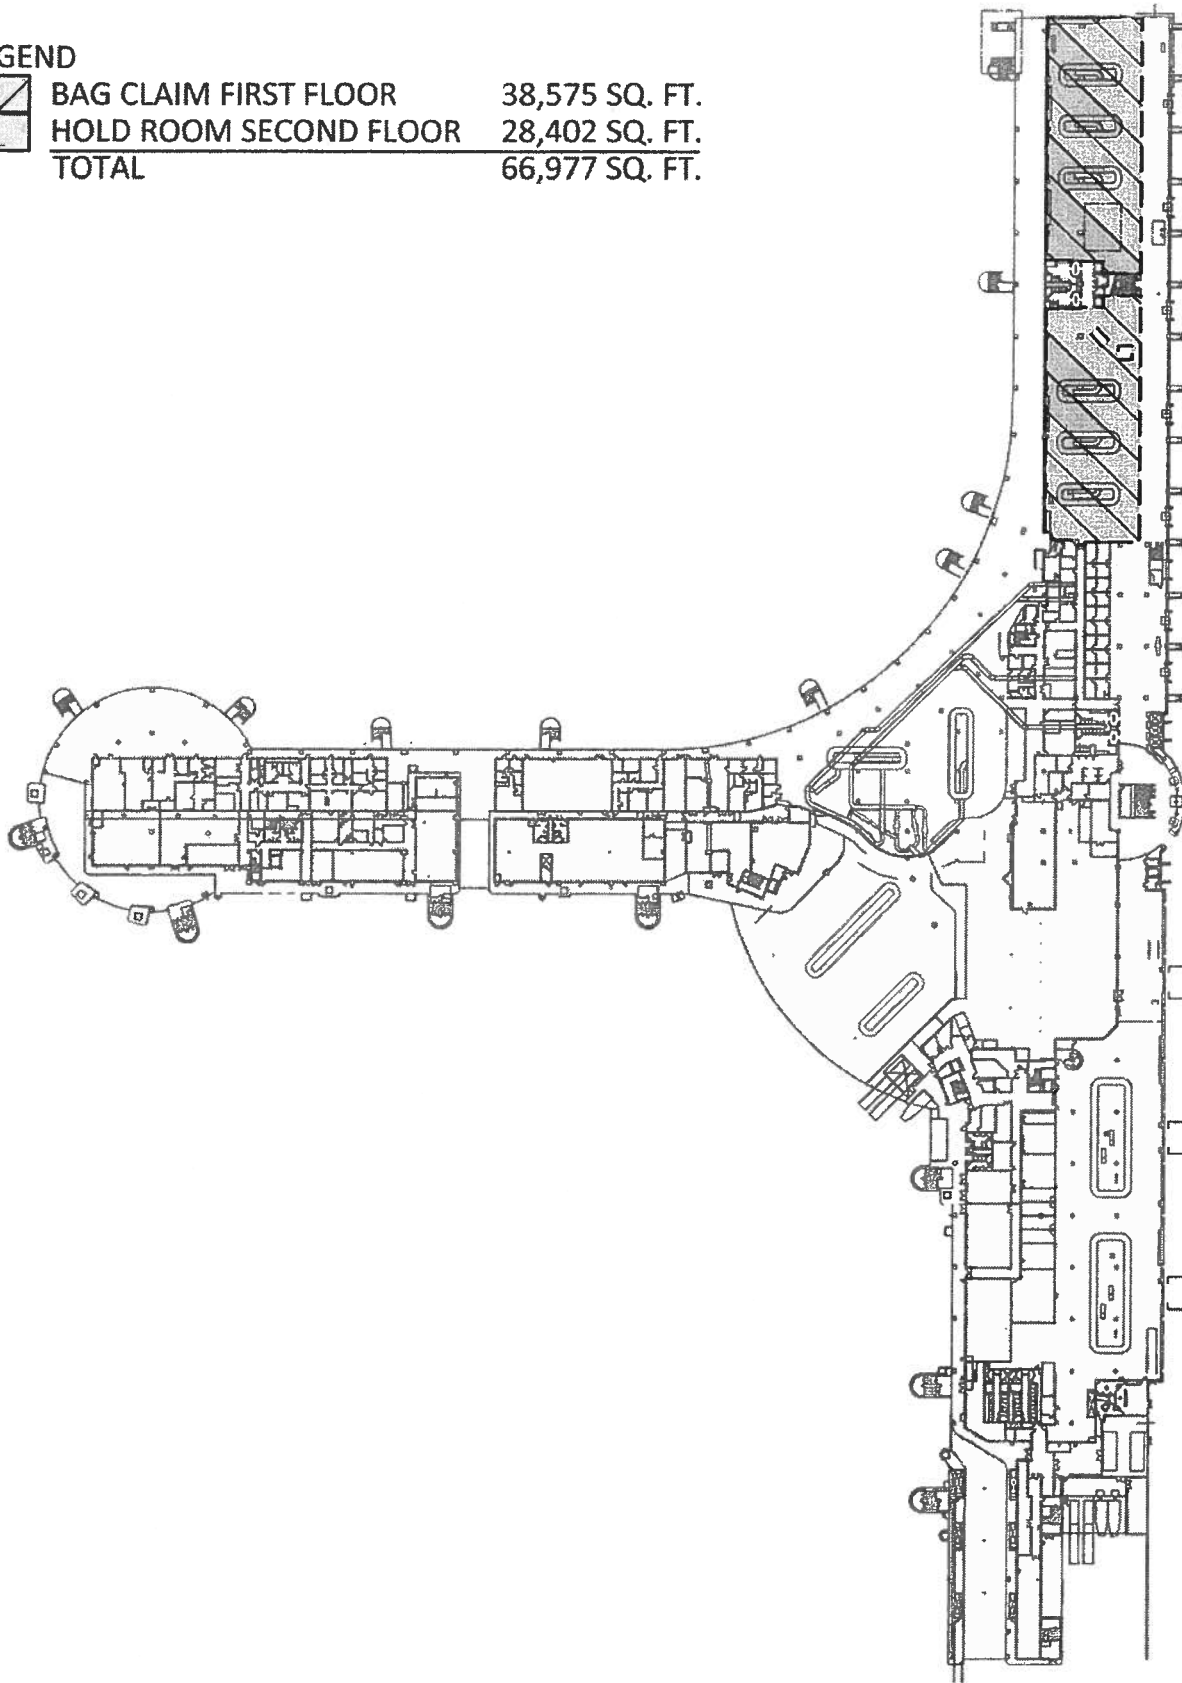 GEND
BAG CLAIM FIRST FLOOR 38,575 SQ. FT.
HOLD ROOM SECOND FLOOR 28,402 SQ. FT.
TOTAL 66,977 SQ. FT.